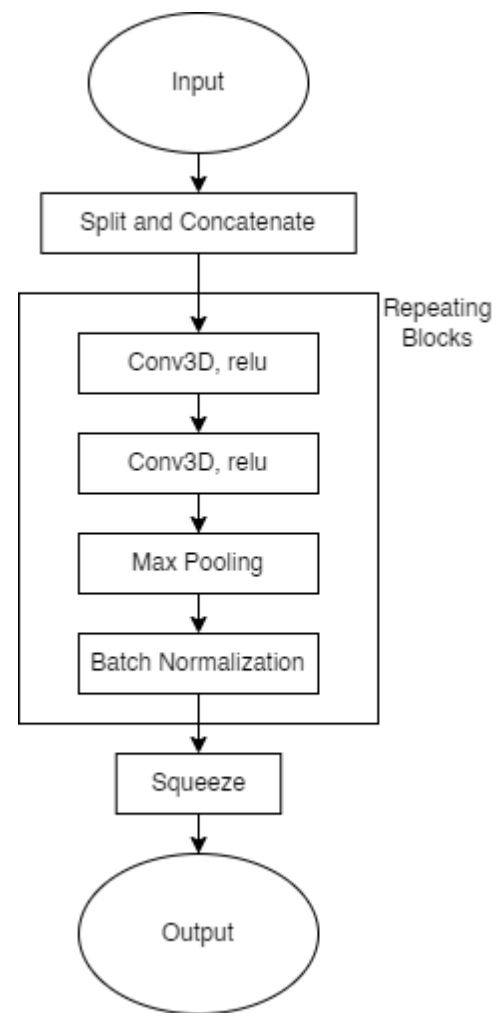 Input
Split and Concatenate
Repeating
Blocks
Conv3D, relu
Conv3D, relu
Max Pooling
Batch Normalization
Squeeze
Output